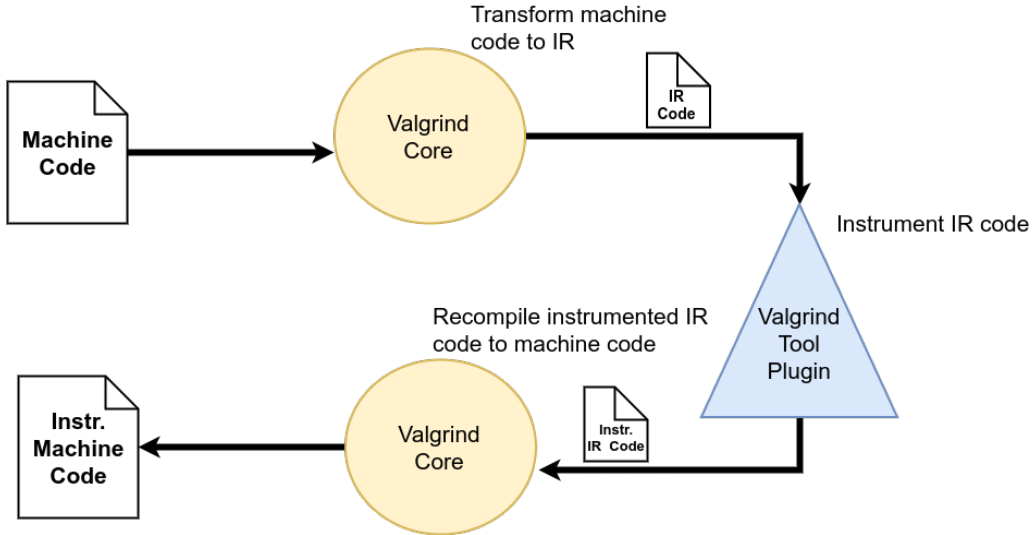 Transform machine
code to IR
Machine
Code
Valgrind
Core
IR
Code
Instrument IR code
Valgrind
Tool
Plugin
Recompile instrumented IR
code to machine code
Instr.
IR Code
Valgrind
Core
Instr.
Machine
Code